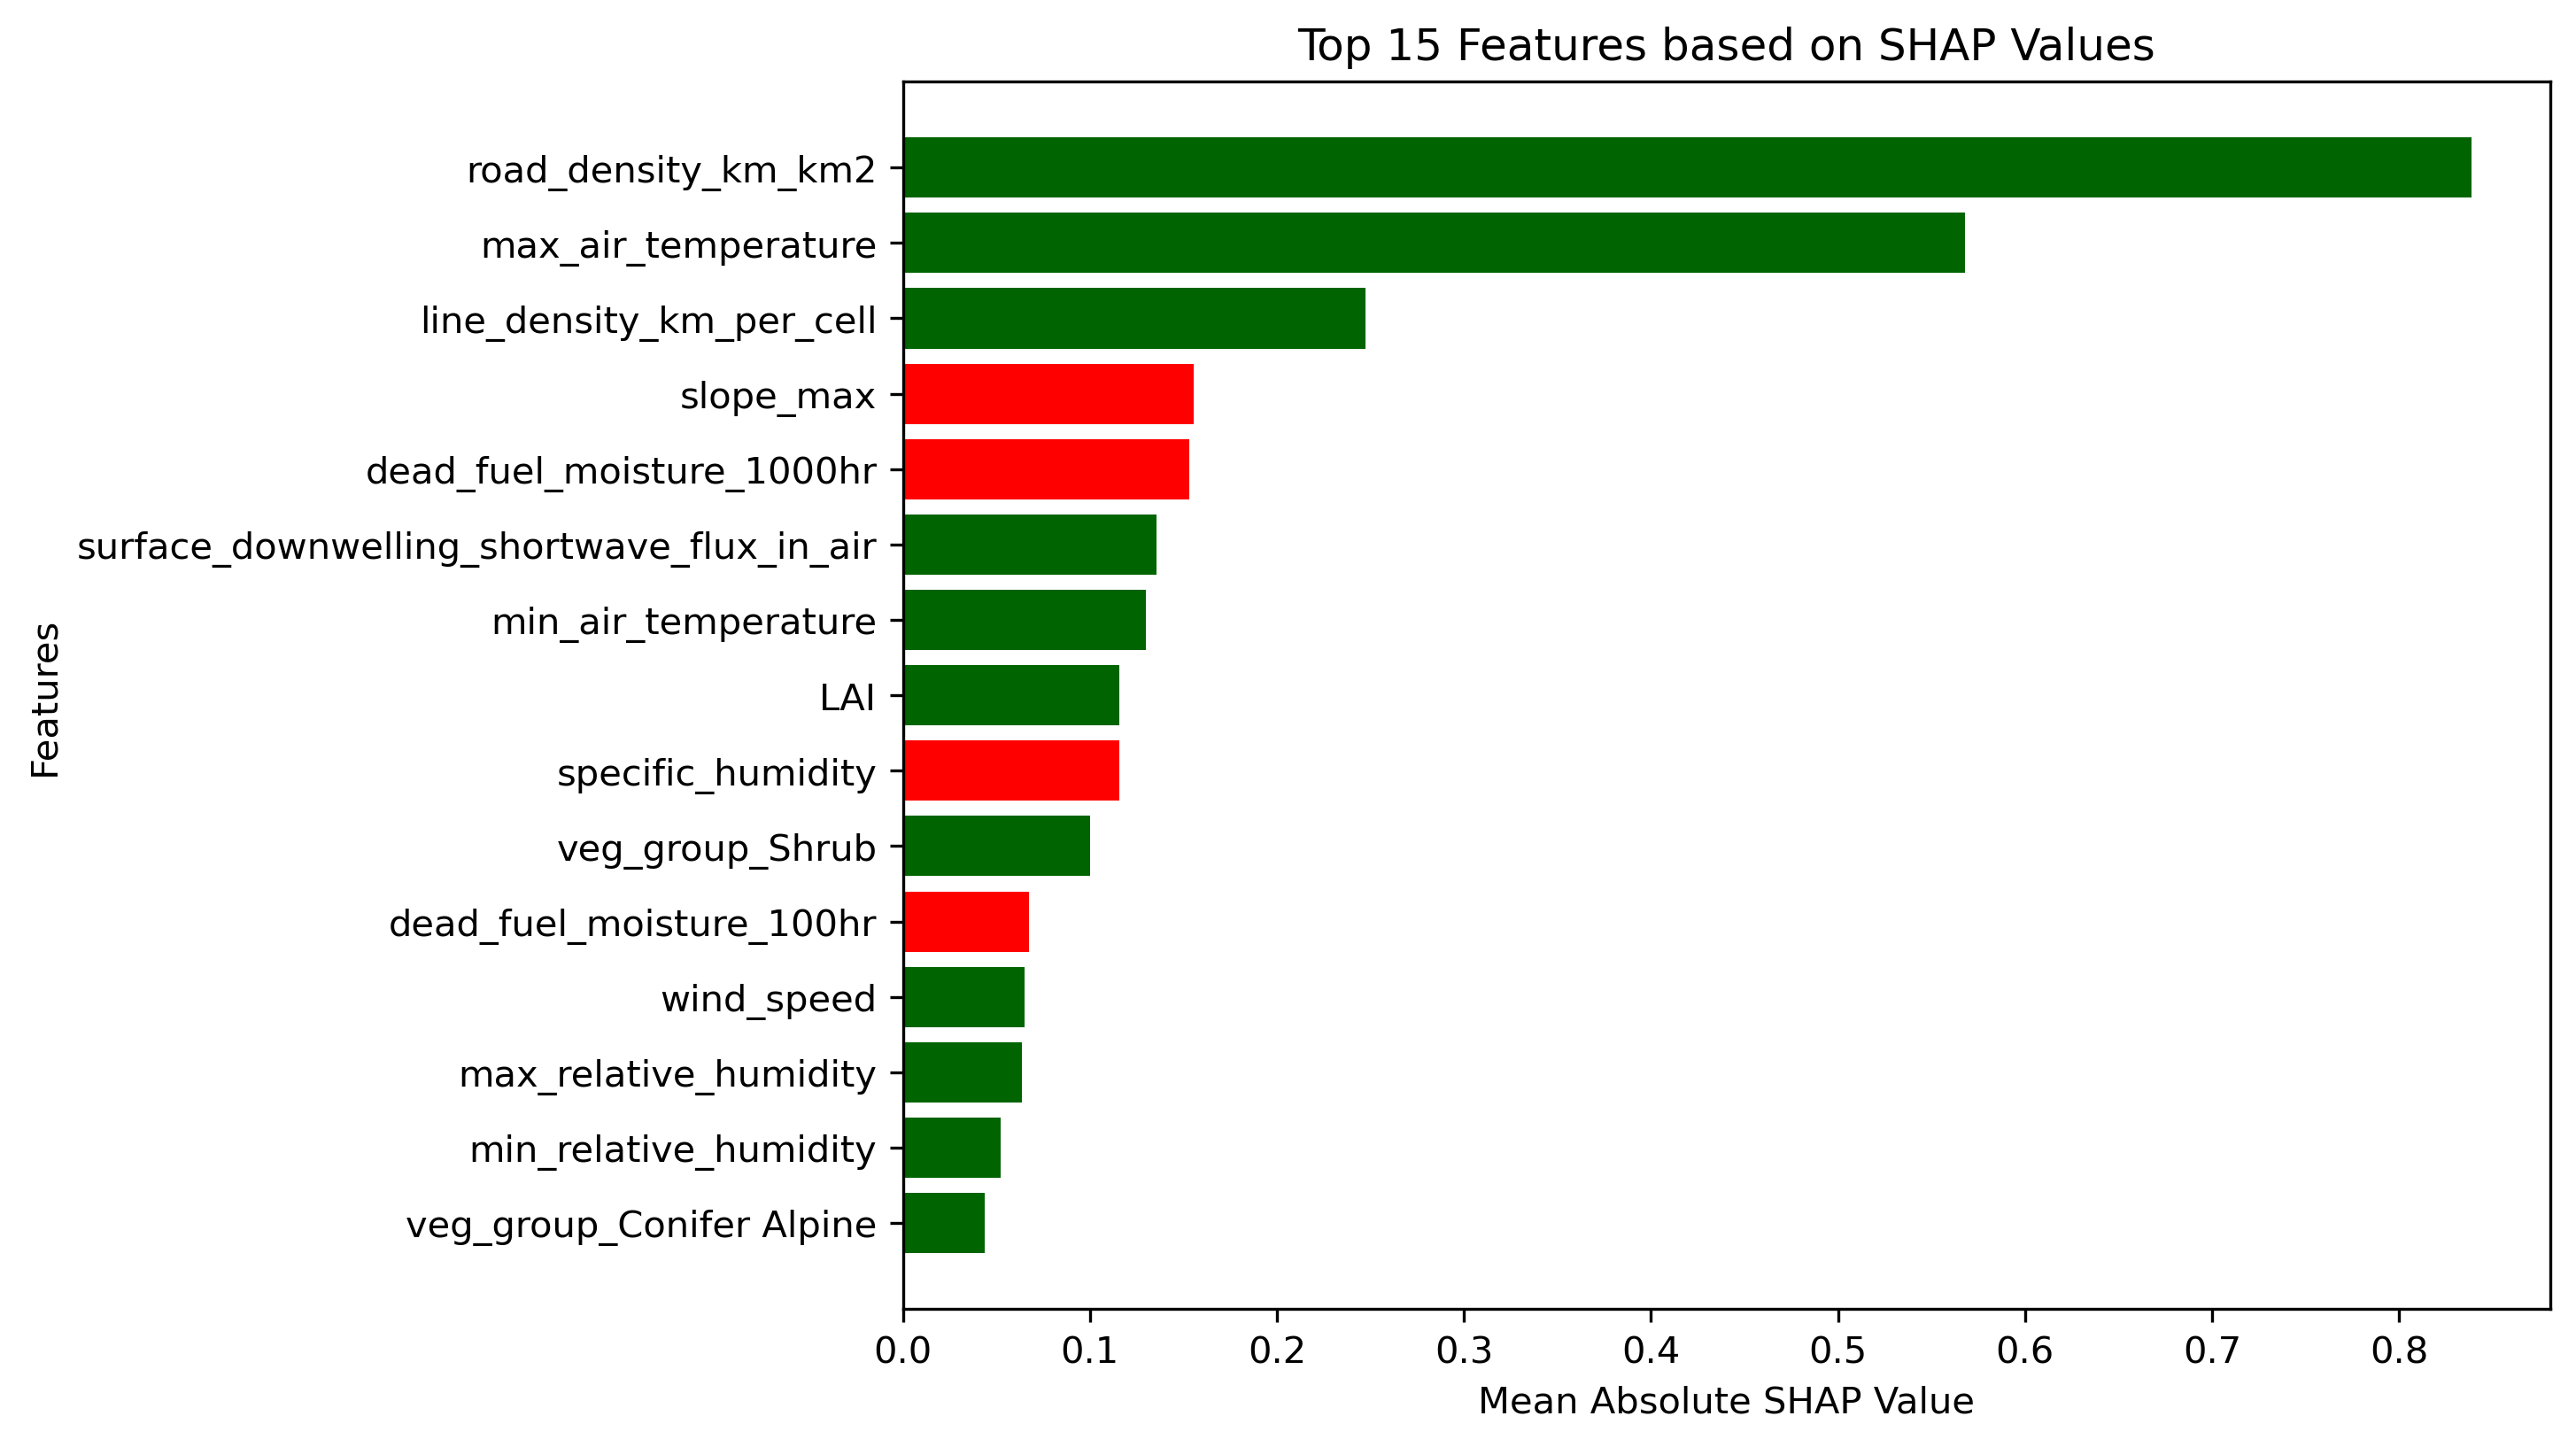 Top 15 Features based on SHAP Values
road_density_km_km2
max_air_temperature
line_density_km_per_cell
slope_max
dead_fuel_moisture_1000hr
surface_downwelling_shortwave_flux_in_air
min_air_temperature
LAI
specific_humidity
veg_group_Shrub
dead_fuel_moisture_100hr
wind_speed
max_relative_humidity
min_relative_humidity
veg_group_Conifer Alpine
Features
0.0 0.1 0.2 0.3 0.4 0.5 0.6 0.7 0.8
Mean Absolute SHAP Value